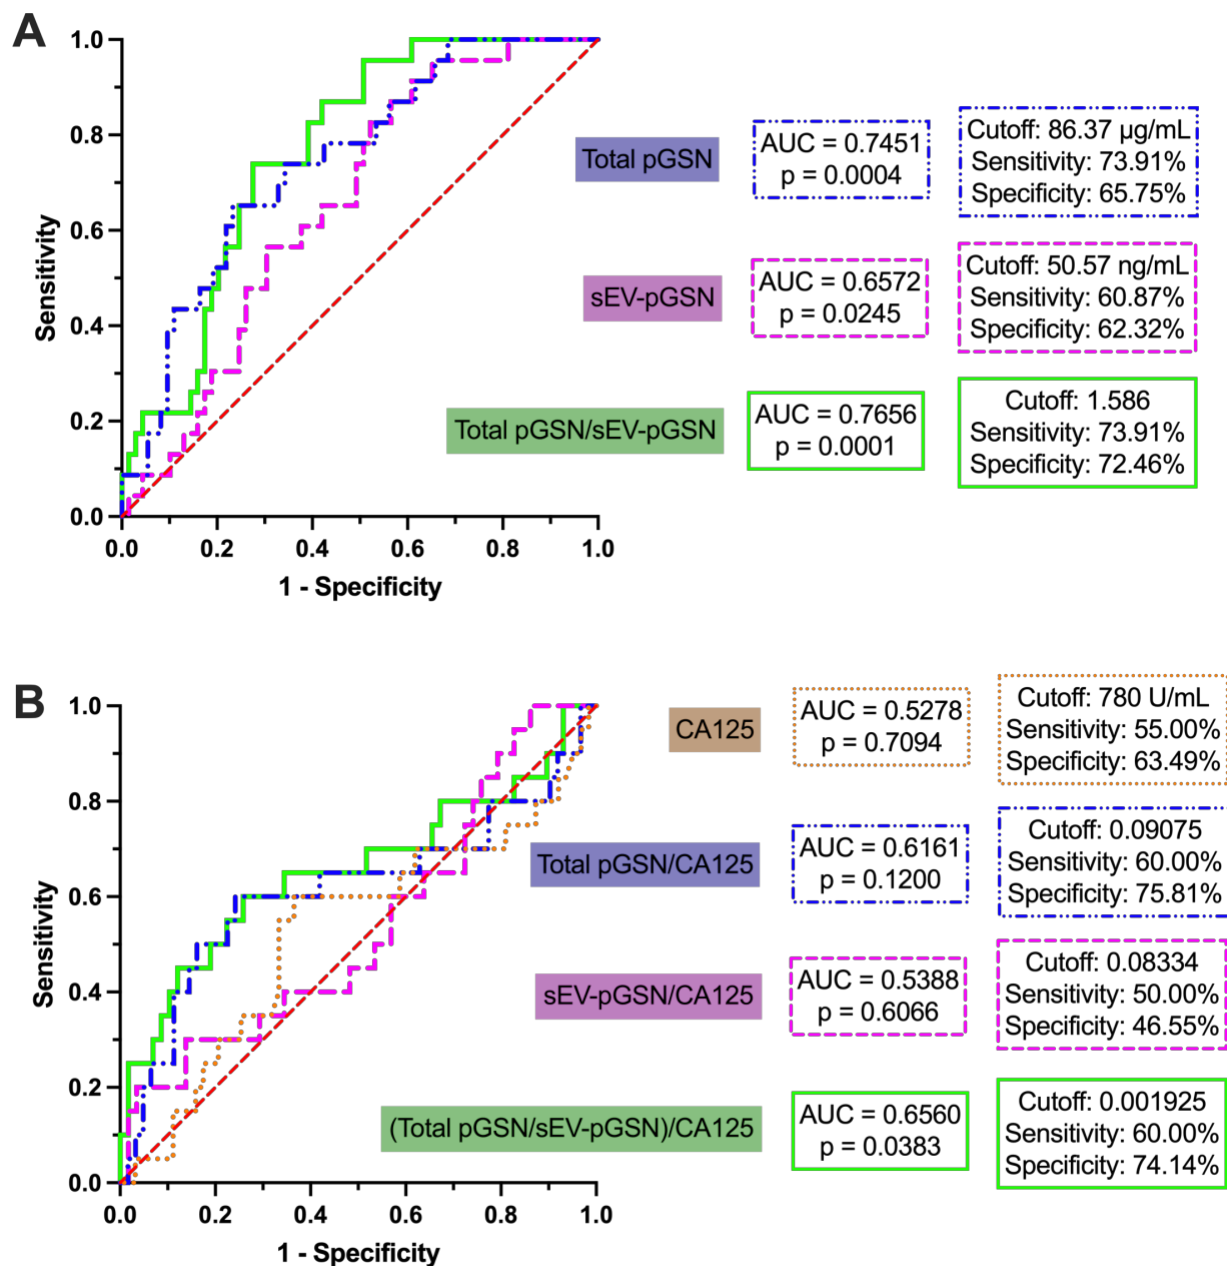 A
Sensitivity
1.0
0.8
0.6
0.4
0.2
0.0
0.0 0.2 0.4 0.6 0.8 1.0
1 - Specificity
Total pGSN
AUC = 0.7451
p = 0.0004
Cutoff: 86.37 µg/mL
Sensitivity: 73.91%
Specificity: 65.75%
sEV-pGSN
AUC = 0.6572
p = 0.0245
Cutoff: 50.57 ng/mL
Sensitivity: 60.87%
Specificity: 62.32%
Total pGSN/sEV-pGSN
AUC = 0.7656
p = 0.0001
Cutoff: 1.586
Sensitivity: 73.91%
Specificity: 72.46%
B
Sensitivity
1.0
0.8
0.6
0.4
0.2
0.0
0.0 0.2 0.4 0.6 0.8 1.0
1 - Specificity
CA125
AUC = 0.5278
p = 0.7094
Cutoff: 780 U/mL
Sensitivity: 55.00%
Specificity: 63.49%
Total pGSN/CA125
AUC = 0.6161
p = 0.1200
Cutoff: 0.09075
Sensitivity: 60.00%
Specificity: 75.81%
sEV-pGSN/CA125
AUC = 0.5388
p = 0.6066
Cutoff: 0.08334
Sensitivity: 50.00%
Specificity: 46.55%
(Total pGSN/sEV-pGSN)/CA125
AUC = 0.6560
p = 0.0383
Cutoff: 0.001925
Sensitivity: 60.00%
Specificity: 74.14%